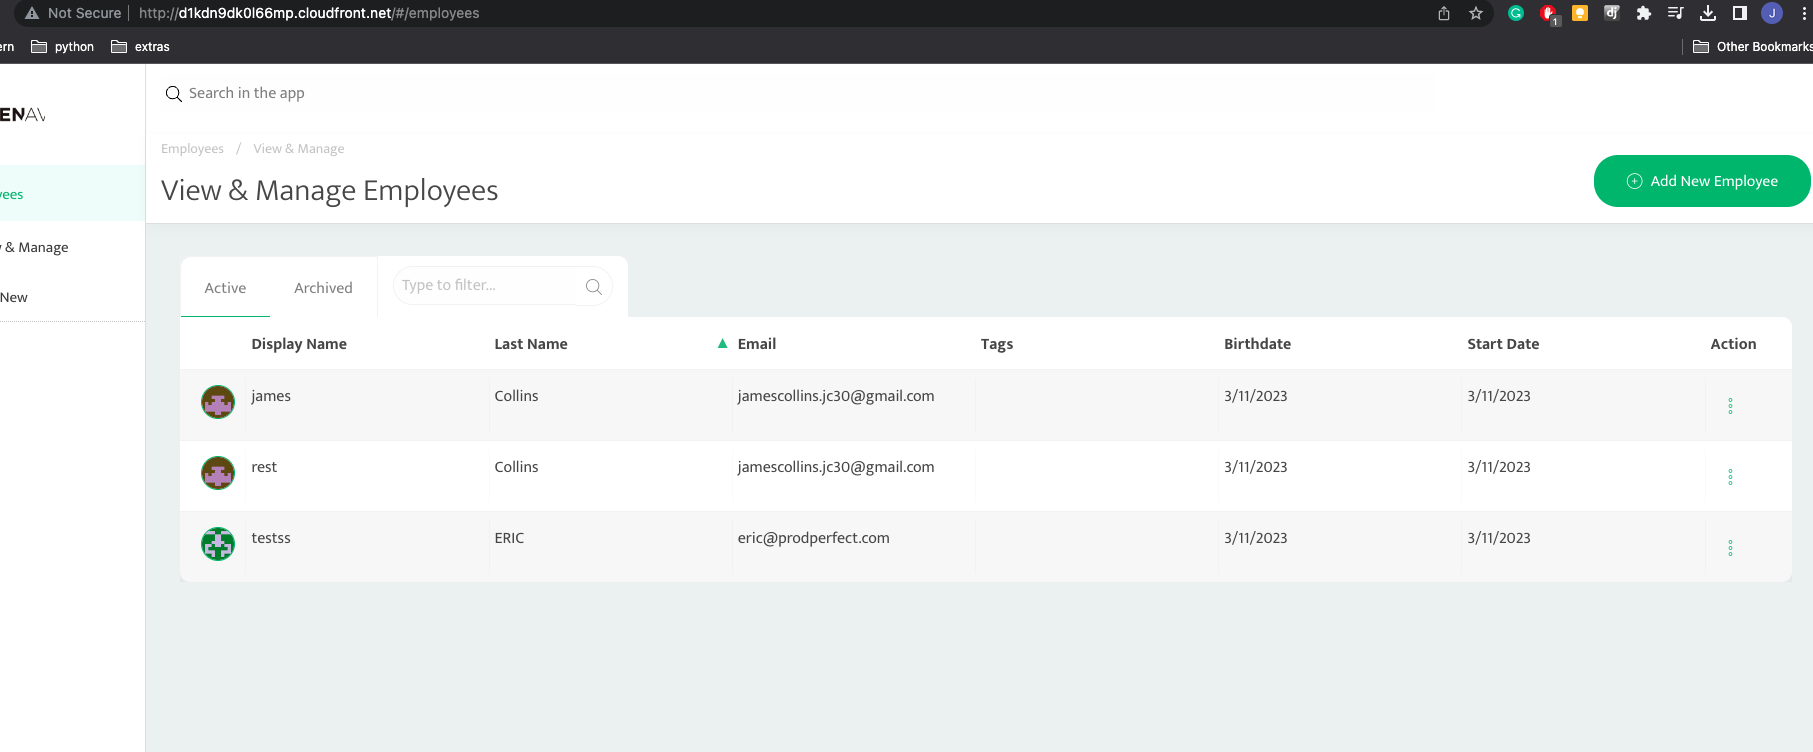 Not Secure http://d1kdn9dk0l66mp.cloudfront.net/#/employees
ern python extras Other Bookmarks
Search in the app
ENAV
Employees / View & Manage
View & Manage Employees
Add New Employee
yees
& Manage
New
Active Archived Type to filter...
Display Name Last Name ▲ Email Tags Birthdate Start Date Action
james Collins jamescollins.jc30@gmail.com 3/11/2023 3/11/2023
rest Collins jamescollins.jc30@gmail.com 3/11/2023 3/11/2023
testss ERIC eric@prodperfect.com 3/11/2023 3/11/2023